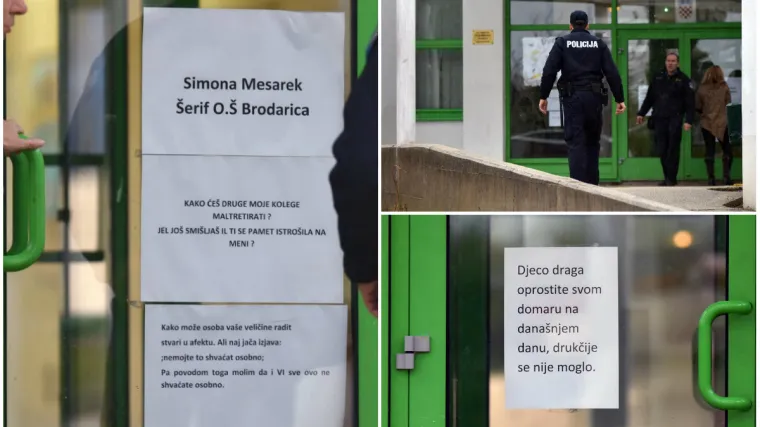 Simona Mesarek
Šerif O.Š Brodarica
KAKO ĆEŠ DRUGE MOJE KOLEGE
MALTRETIRATI ?
JEL JOŠ SMIŠLJAŠ IL TI SE PAMET ISTROŠILA NA
MENI ?
Kako može osoba vaše veličine radit
stvari u afektu. Ali naj jača izjava:
;nemojte to shvaćat osobno;
Pa povodom toga molim da i VI sve ovo ne
shvaćate osobno.
POLICIJA
Djeco draga
oprostite svom
domaru na
današnjem
danu, drukčije
se nije moglo.